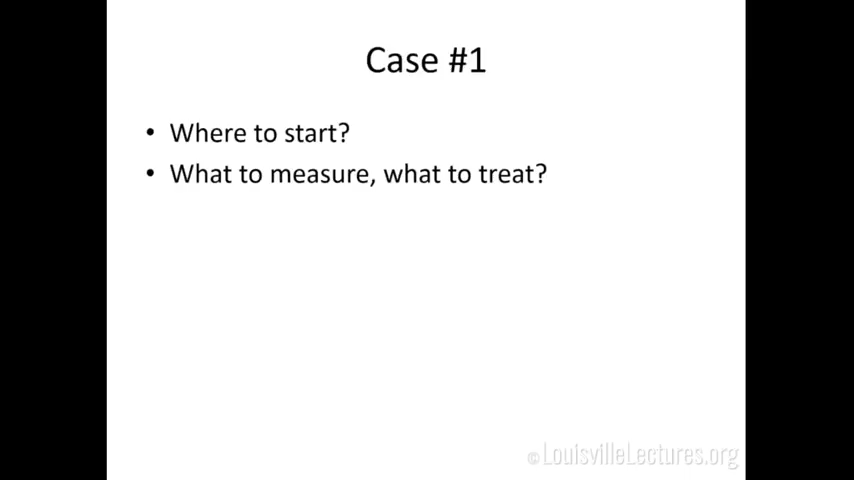 Case #1
• Where to start?
• What to measure, what to treat?
© LouisvilleLectures.org